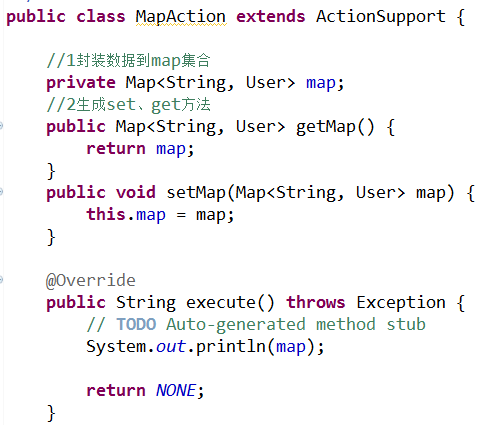 public class MapAction extends ActionSupport {
//1封装数据到map集合
private Map<String, User> map;
//2生成set、get方法
public Map<String, User> getMap() {
return map;
}
public void setMap(Map<String, User> map) {
this.map = map;
}
@Override
public String execute() throws Exception {
// TODO Auto-generated method stub
System.out.println(map);
return NONE;
}